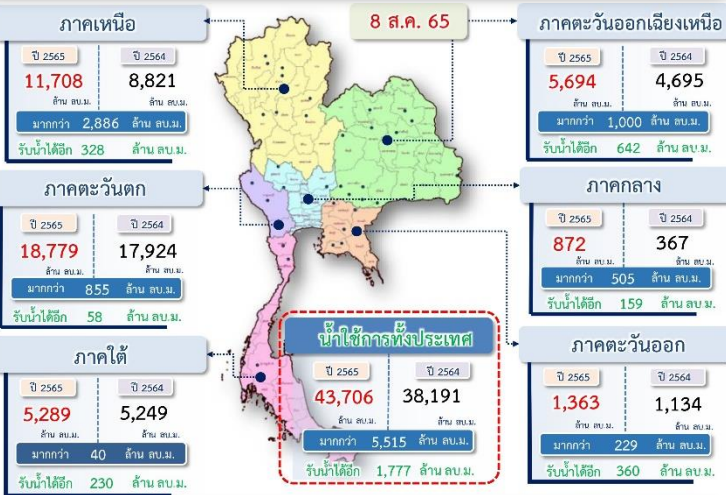 8 ส.ค. 65
ภาคเหนือ
ปี 2565 ปี 2564
11,708 8,821
ล้าน ลบ.ม. ล้าน ลบ.ม.
มากกว่า 2,886 ล้าน ลบ.ม.
รับน้ำได้อีก 328 ล้าน ลบ.ม.
ภาคตะวันตก
ปี 2565 ปี 2564
18,779 17,924
ล้าน ลบ.ม. ล้าน ลบ.ม.
มากกว่า 855 ล้าน ลบ.ม.
รับน้ำได้อีก 58 ล้าน ลบ.ม.
ภาคใต้
ปี 2565 ปี 2564
5,289 5,249
ล้าน ลบ.ม. ล้าน ลบ.ม.
มากกว่า 40 ล้าน ลบ.ม.
รับน้ำได้อีก 230 ล้าน ลบ.ม.
น้ำใช้การทั้งประเทศ
ปี 2565 ปี 2564
43,706 38,191
ล้าน ลบ.ม. ล้าน ลบ.ม.
มากกว่า 5,515 ล้าน ลบ.ม.
รับน้ำได้อีก 1,777 ล้าน ลบ.ม.
ภาคตะวันออกเฉียงเหนือ
ปี 2565 ปี 2564
5,694 4,695
ล้าน ลบ.ม. ล้าน ลบ.ม.
มากกว่า 1,000 ล้าน ลบ.ม.
รับน้ำได้อีก 642 ล้าน ลบ.ม.
ภาคกลาง
ปี 2565 ปี 2564
872 367
ล้าน ลบ.ม. ล้าน ลบ.ม.
มากกว่า 505 ล้าน ลบ.ม.
รับน้ำได้อีก 159 ล้าน ลบ.ม.
ภาคตะวันออก
ปี 2565 ปี 2564
1,363 1,134
ล้าน ลบ.ม. ล้าน ลบ.ม.
มากกว่า 229 ล้าน ลบ.ม.
รับน้ำได้อีก 360 ล้าน ลบ.ม.